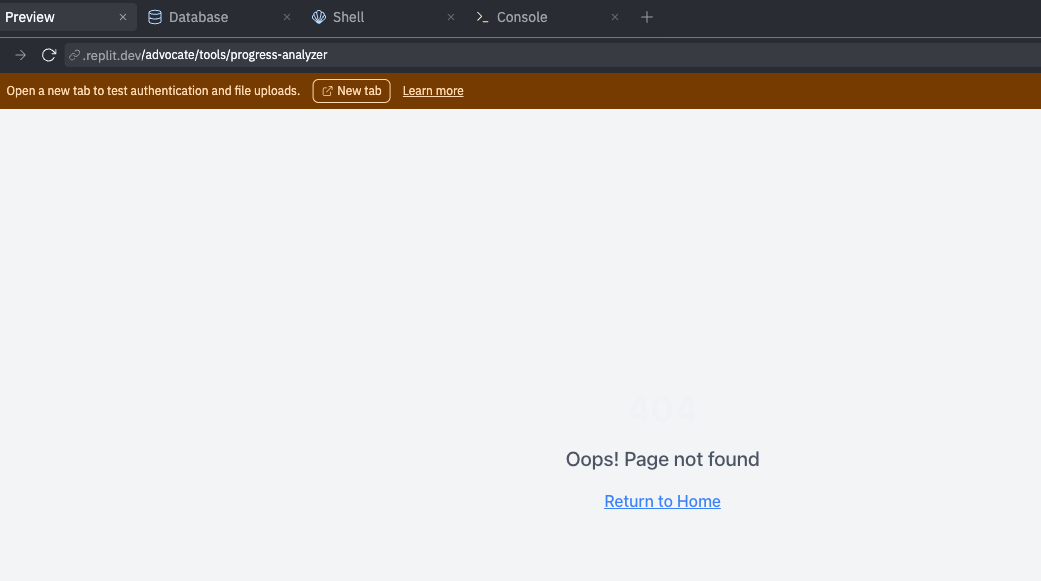 Preview
Database
Shell
Console
.replit.dev/advocate/tools/progress-analyzer
Open a new tab to test authentication and file uploads. New tab Learn more
404
Oops! Page not found
Return to Home